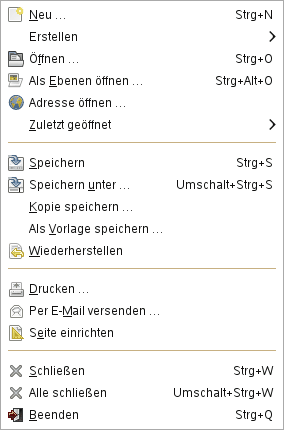 Neu ... Strg+N
Erstellen
Öffnen ... Strg+O
Als Ebenen öffnen ... Strg+Alt+O
Adresse öffnen ...
Zuletzt geöffnet
Speichern Strg+S
Speichern unter ... Umschalt+Strg+S
Kopie speichern ...
Als Vorlage speichern ...
Wiederherstellen
Drucken ...
Per E-Mail versenden ...
Seite einrichten
Schließen Strg+W
Alle schließen Umschalt+Strg+W
Beenden Strg+Q